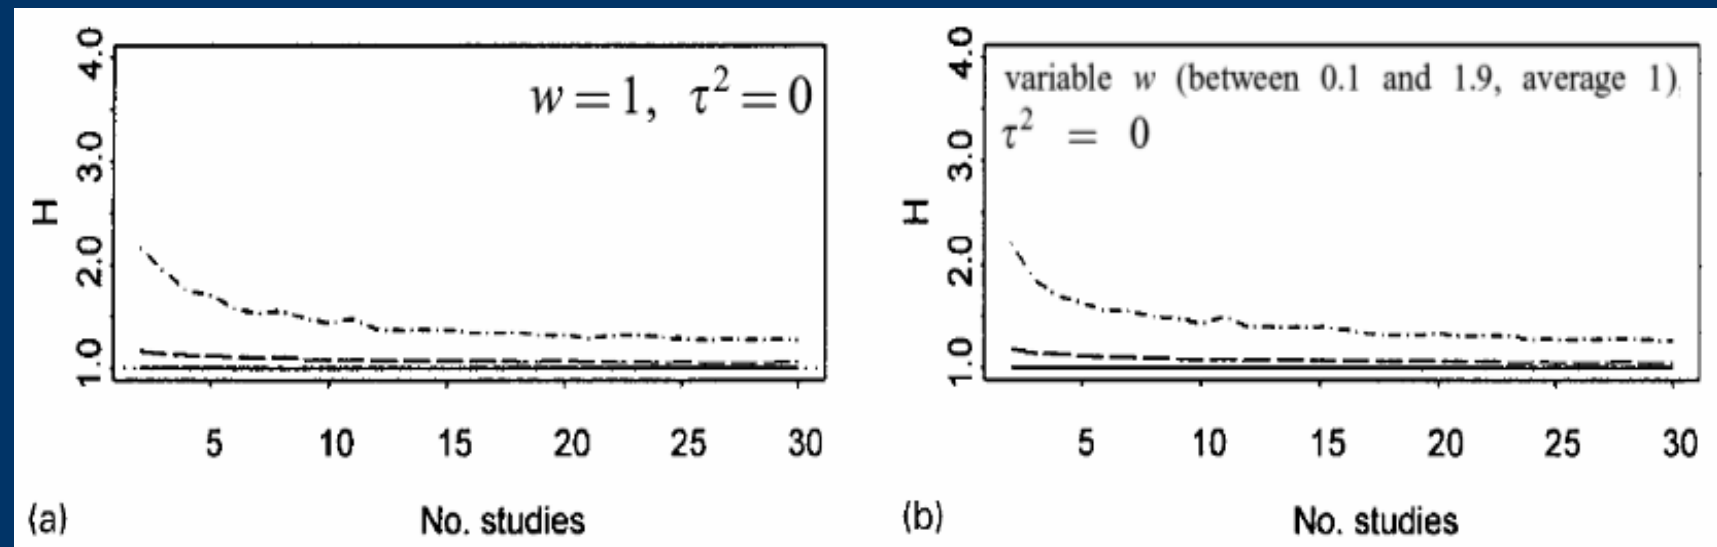 4.0
3.0
2.0
1.0
H
w = 1, τ² = 0
5 10 15 20 25 30
No. studies
(a)
4.0
3.0
2.0
1.0
H
variable w (between 0.1 and 1.9, average 1)
τ² = 0
5 10 15 20 25 30
No. studies
(b)